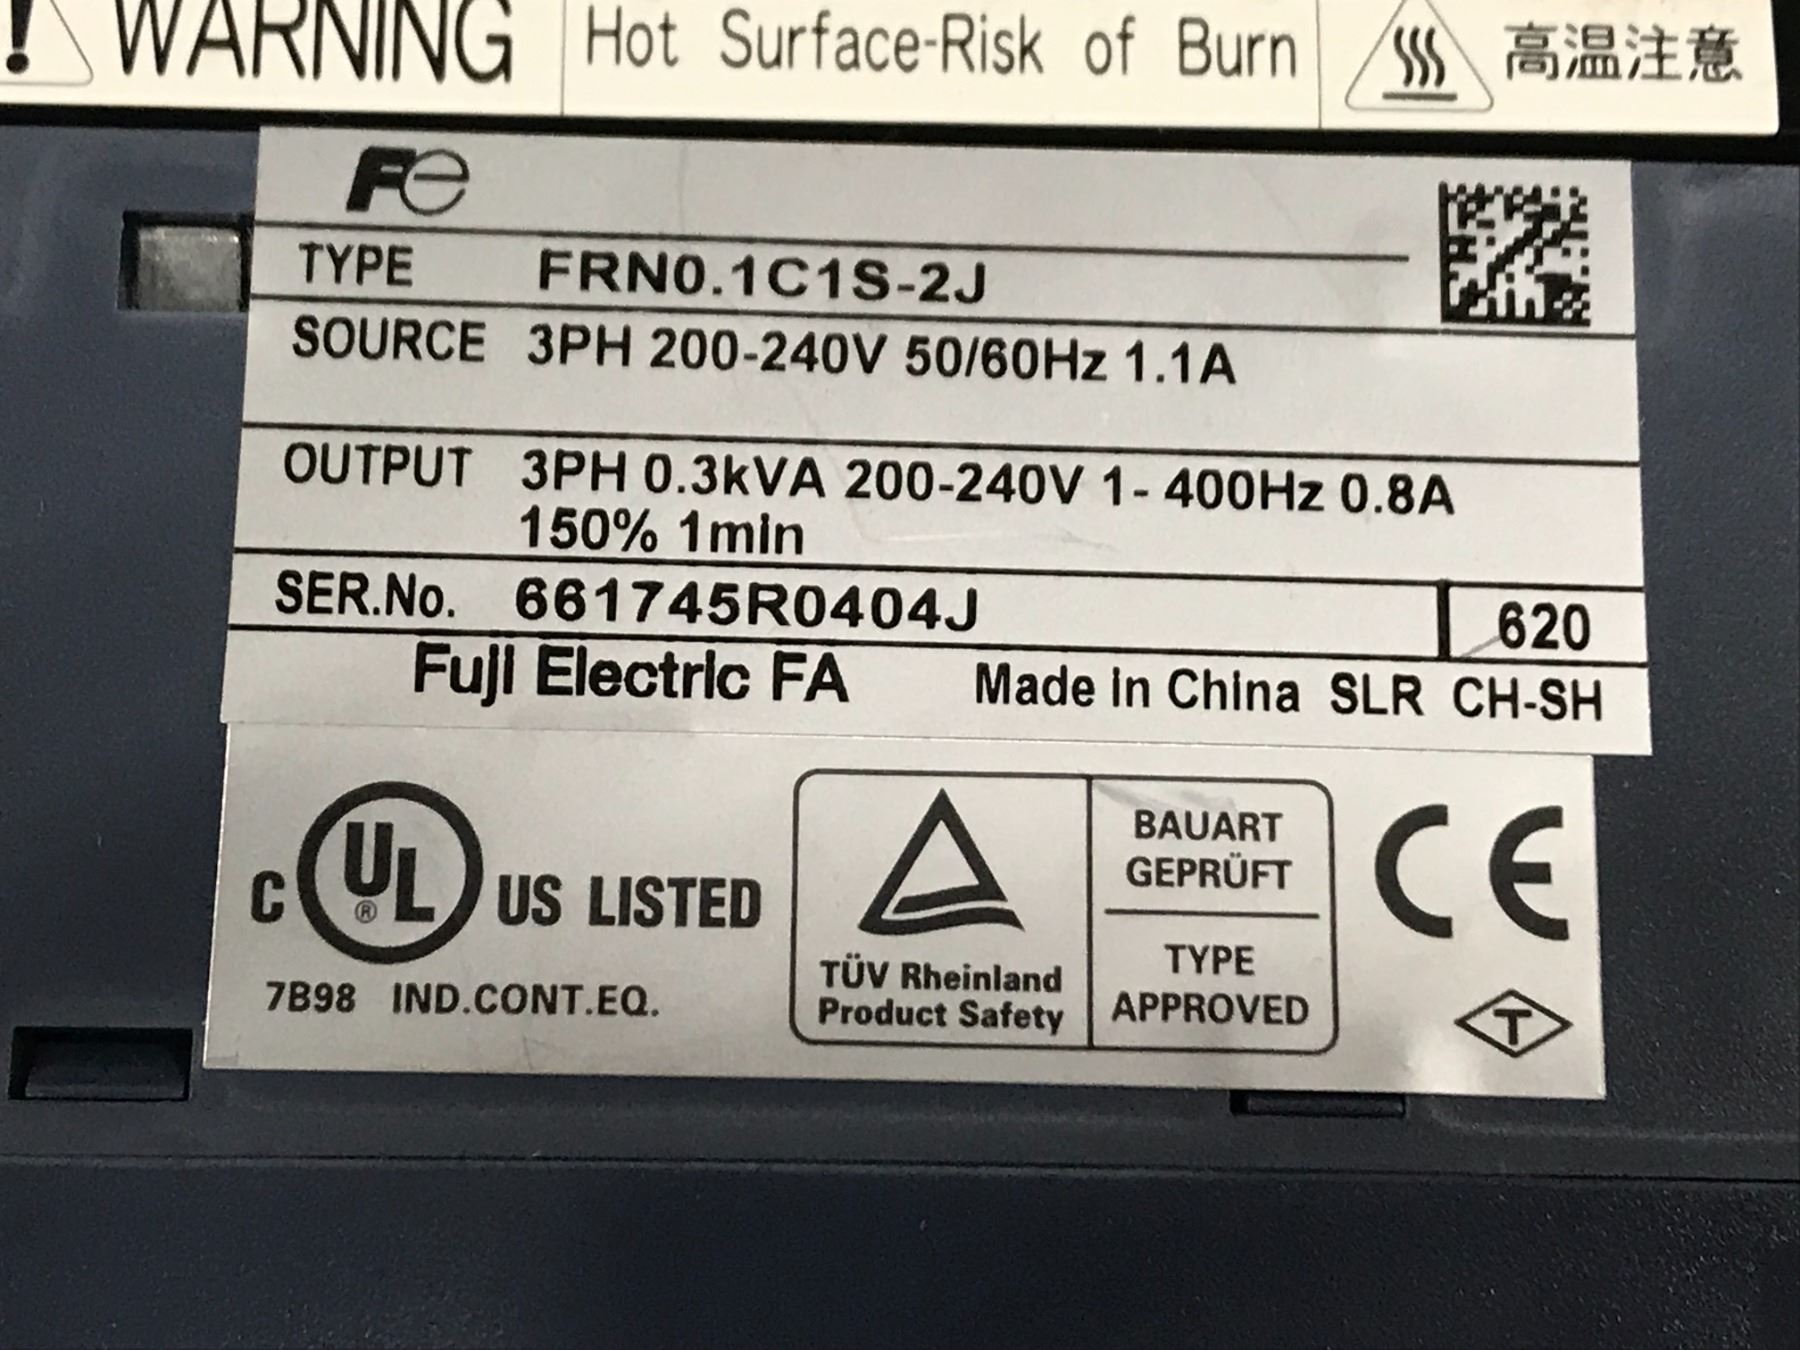 ! WARNING Hot Surface-Risk of Burn 高温注意
Fe
TYPE FRN0.1C1S-2J
SOURCE 3PH 200-240V 50/60Hz 1.1A
OUTPUT 3PH 0.3kVA 200-240V 1- 400Hz 0.8A
150% 1min
SER.No. 661745R0404J 620
Fuji Electric FA Made in China SLR CH-SH
C UL ® US LISTED
7B98 IND.CONT.EQ.
TÜV Rheinland
Product Safety
BAUART
GEPRÜFT
TYPE
APPROVED
CE
T